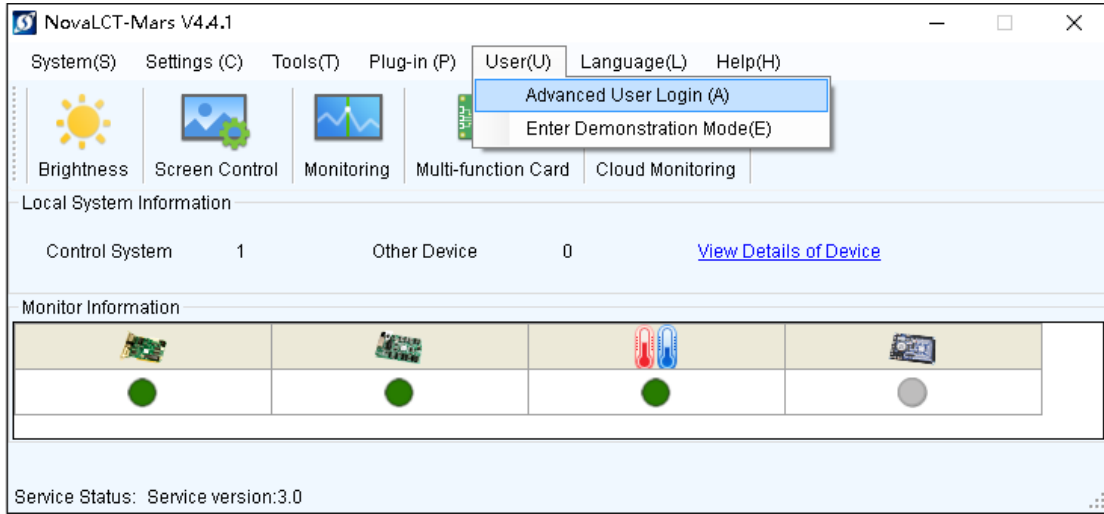 NovaLCT-Mars V4.4.1
System(S) Settings (C) Tools(T) Plug-in (P) User(U) Language(L) Help(H)
Advanced User Login (A)
Enter Demonstration Mode(E)
Brightness Screen Control Monitoring Multi-function Card Cloud Monitoring
Local System Information
Control System 1 Other Device 0 View Details of Device
Monitor Information
Service Status: Service version:3.0